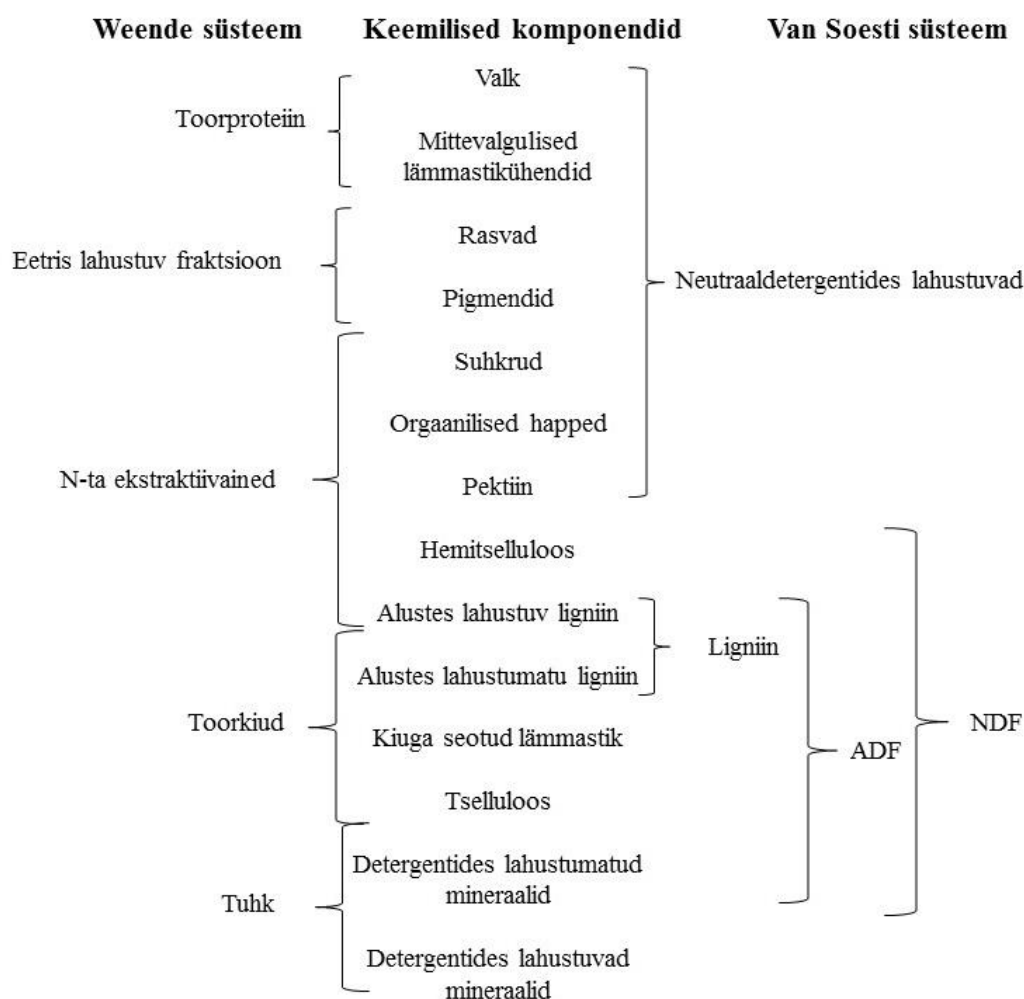 Weende süsteem Keemilised komponendid Van Soesti süsteem
Valk
Toorproteiin
Mittevalgulised
lämmastikühendid
Rasvad
Eetris lahustuv fraktsioon
Neutraaldetergentides lahustuvad
Pigmendid
Suhkrud
Orgaanilised happed
N-ta ekstraktiivained
Pektiin
Hemitselluloos
Alustes lahustuv ligniin
Ligniin
Alustes lahustumatu ligniin
Toorkiud
NDF
Kiuga seotud lämmastik
ADF
Tselluloos
Detergentides lahustumatud
mineraalid
Tuhk
Detergentides lahustuvad
mineraalid